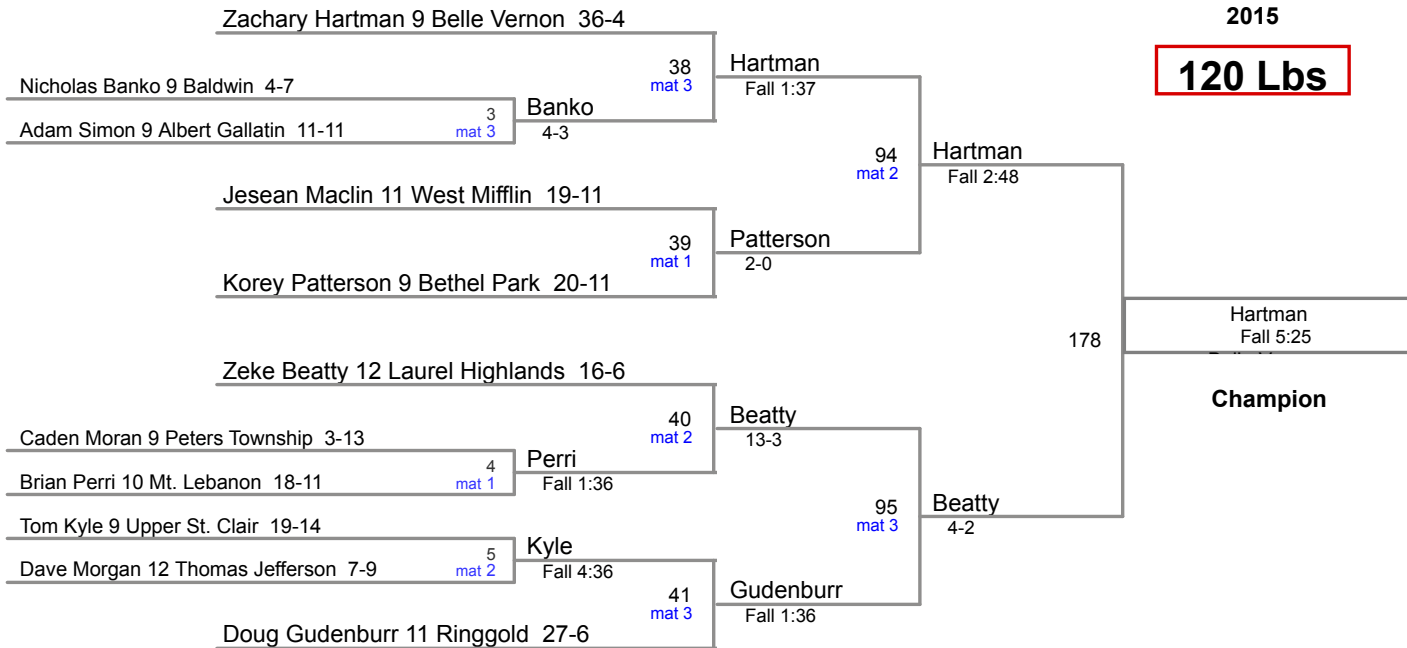 Zachary Hartman 9 Belle Vernon 36-4
2015
120 Lbs
38
mat 3
Hartman
Fall 1:37
Nicholas Banko 9 Baldwin 4-7
3
mat 3
Banko
4-3
Adam Simon 9 Albert Gallatin 11-11
94
mat 2
Hartman
Fall 2:48
Jesean Maclin 11 West Mifflin 19-11
39
mat 1
Patterson
2-0
Korey Patterson 9 Bethel Park 20-11
178
Hartman
Fall 5:25
Champion
Zeke Beatty 12 Laurel Highlands 16-6
40
mat 2
Beatty
13-3
Caden Moran 9 Peters Township 3-13
4
mat 1
Perri
Fall 1:36
Brian Perri 10 Mt. Lebanon 18-11
95
mat 3
Beatty
4-2
Tom Kyle 9 Upper St. Clair 19-14
5
mat 2
Kyle
Fall 4:36
Dave Morgan 12 Thomas Jefferson 7-9
41
mat 3
Gudenburr
Fall 1:36
Doug Gudenburr 11 Ringgold 27-6